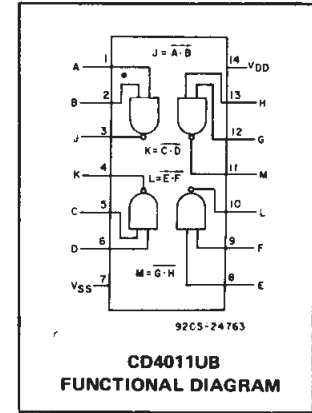 J = A·B
A 1 14 VDD
B 2 13 H
J 3 12 G
K = C·D
K 4 11 M
L = E·F
C 5 10 L
D 6 9 F
VSS 7 8 E
M = G·H
92CS-24763
CD4011UB
FUNCTIONAL DIAGRAM